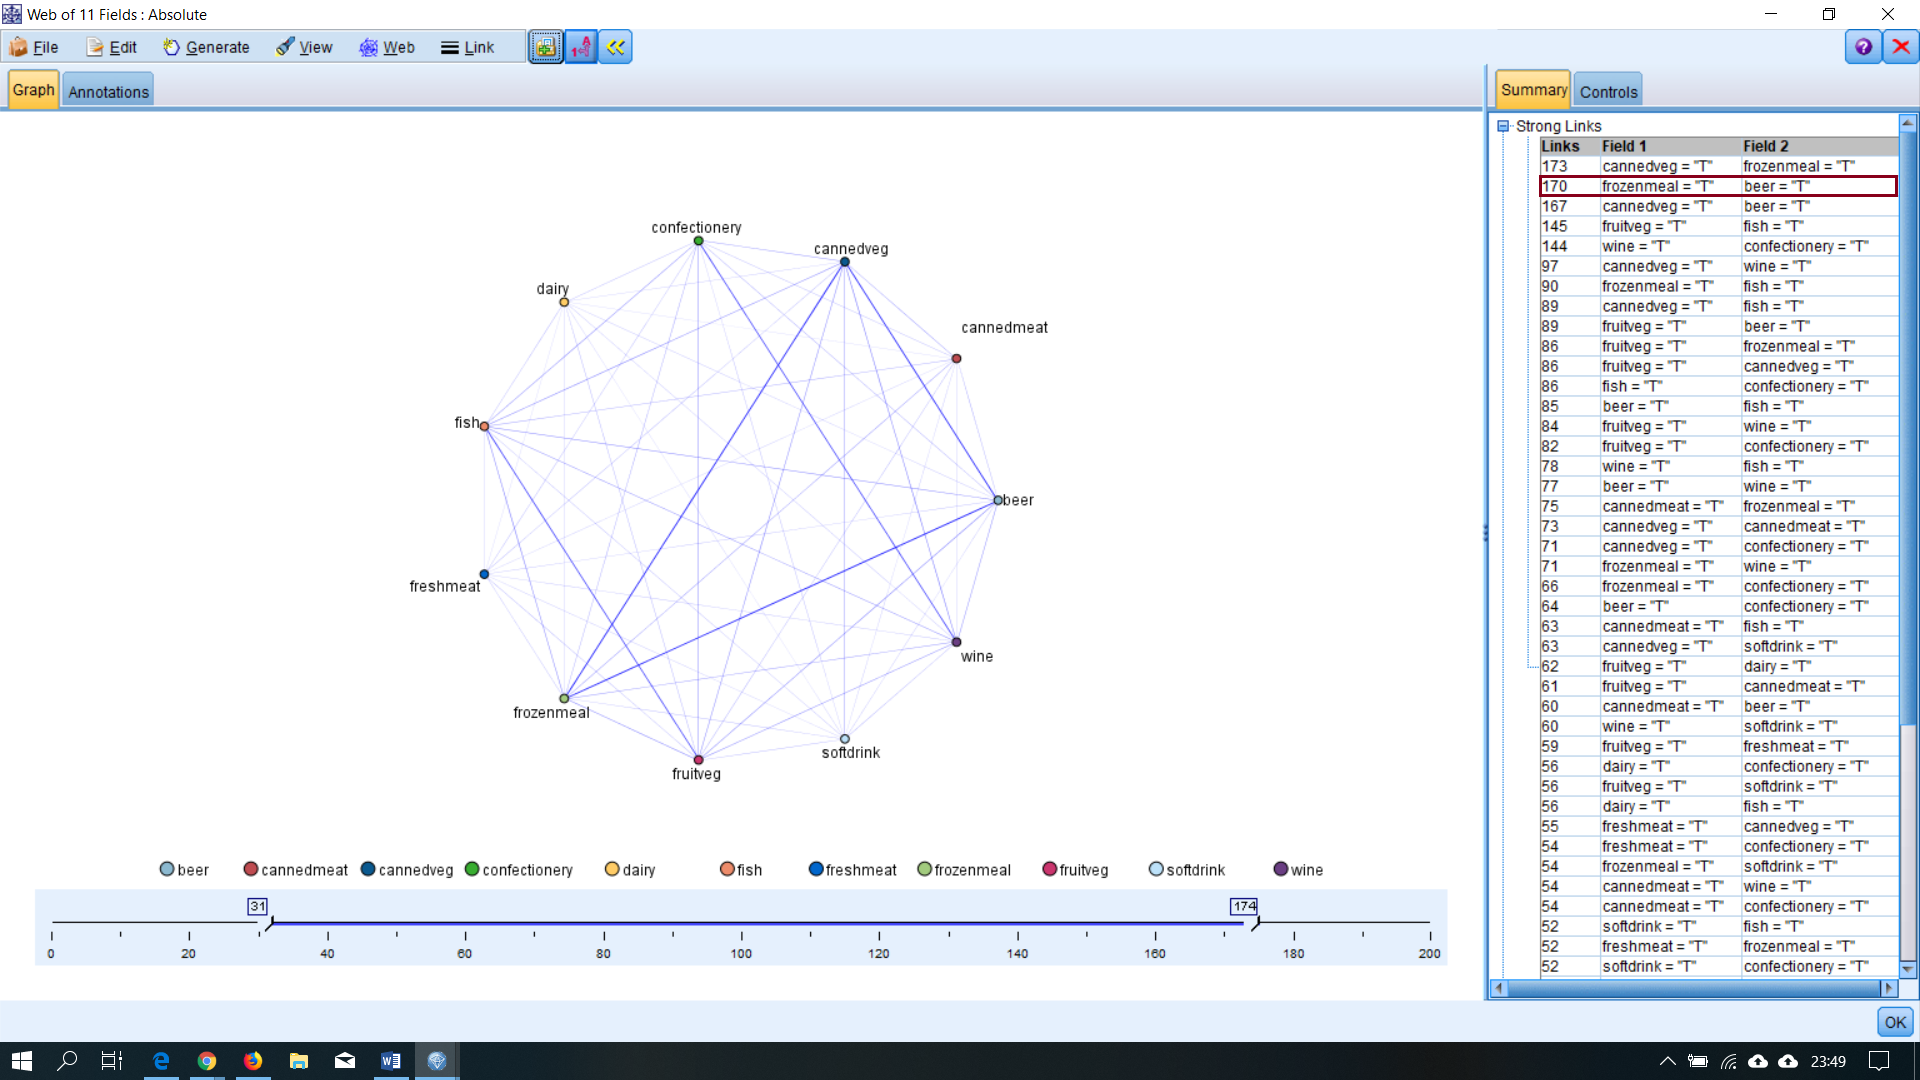 Web of 11 Fields : Absolute
File Edit Generate View Web Link
Graph Annotations
confectionery
cannedveg
dairy
cannedmeat
fish
beer
freshmeat
wine
frozenmeal
softdrink
fruitveg
beer cannedmeat cannedveg confectionery dairy fish freshmeat frozenmeal fruitveg softdrink wine
31 174
0 20 40 60 80 100 120 140 160 180 200
Summary Controls
Strong Links
Links Field 1 Field 2
173 cannedveg = "T" frozenmeal = "T"
170 frozenmeal = "T" beer = "T"
167 cannedveg = "T" beer = "T"
145 fruitveg = "T" fish = "T"
144 wine = "T" confectionery = "T"
97 cannedveg = "T" wine = "T"
90 frozenmeal = "T" fish = "T"
89 cannedveg = "T" fish = "T"
89 fruitveg = "T" beer = "T"
86 fruitveg = "T" frozenmeal = "T"
86 fruitveg = "T" cannedveg = "T"
86 fish = "T" confectionery = "T"
85 beer = "T" fish = "T"
84 fruitveg = "T" wine = "T"
82 fruitveg = "T" confectionery = "T"
78 wine = "T" fish = "T"
77 beer = "T" wine = "T"
75 cannedmeat = "T" frozenmeal = "T"
73 cannedveg = "T" cannedmeat = "T"
71 cannedveg = "T" confectionery = "T"
71 frozenmeal = "T" wine = "T"
66 frozenmeal = "T" confectionery = "T"
64 beer = "T" confectionery = "T"
63 cannedmeat = "T" fish = "T"
63 cannedveg = "T" softdrink = "T"
62 fruitveg = "T" dairy = "T"
61 fruitveg = "T" cannedmeat = "T"
60 cannedmeat = "T" beer = "T"
60 wine = "T" softdrink = "T"
59 fruitveg = "T" freshmeat = "T"
56 dairy = "T" confectionery = "T"
56 fruitveg = "T" softdrink = "T"
56 dairy = "T" fish = "T"
55 freshmeat = "T" cannedveg = "T"
54 freshmeat = "T" confectionery = "T"
54 frozenmeal = "T" softdrink = "T"
54 cannedmeat = "T" wine = "T"
54 cannedmeat = "T" confectionery = "T"
52 softdrink = "T" fish = "T"
52 freshmeat = "T" frozenmeal = "T"
52 softdrink = "T" confectionery = "T"
OK
23:49